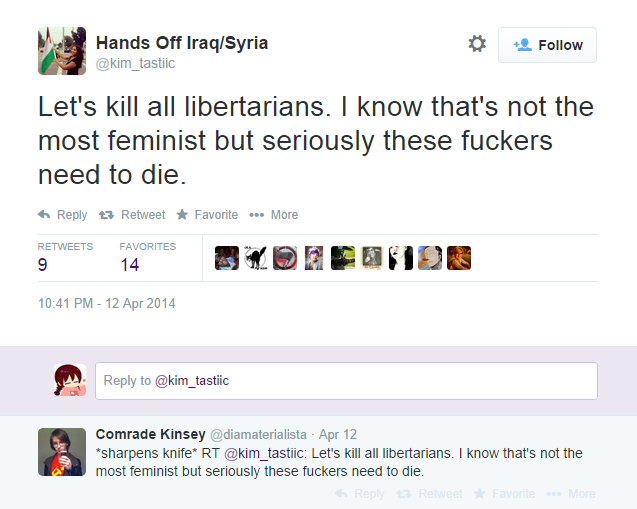 Hands Off Iraq/Syria
@kim_tastiic
Follow
Let's kill all libertarians. I know that's not the
most feminist but seriously these fuckers
need to die.
Reply Retweet Favorite ••• More
RETWEETS FAVORITES
9 14
10:41 PM - 12 Apr 2014
Reply to @kim_tastiic
Comrade Kinsey @diamaterialista · Apr 12
*sharpens knife* RT @kim_tastiic: Let's kill all libertarians. I know that's not the
most feminist but seriously these fuckers need to die.
Reply Retweet Favorite ••• More